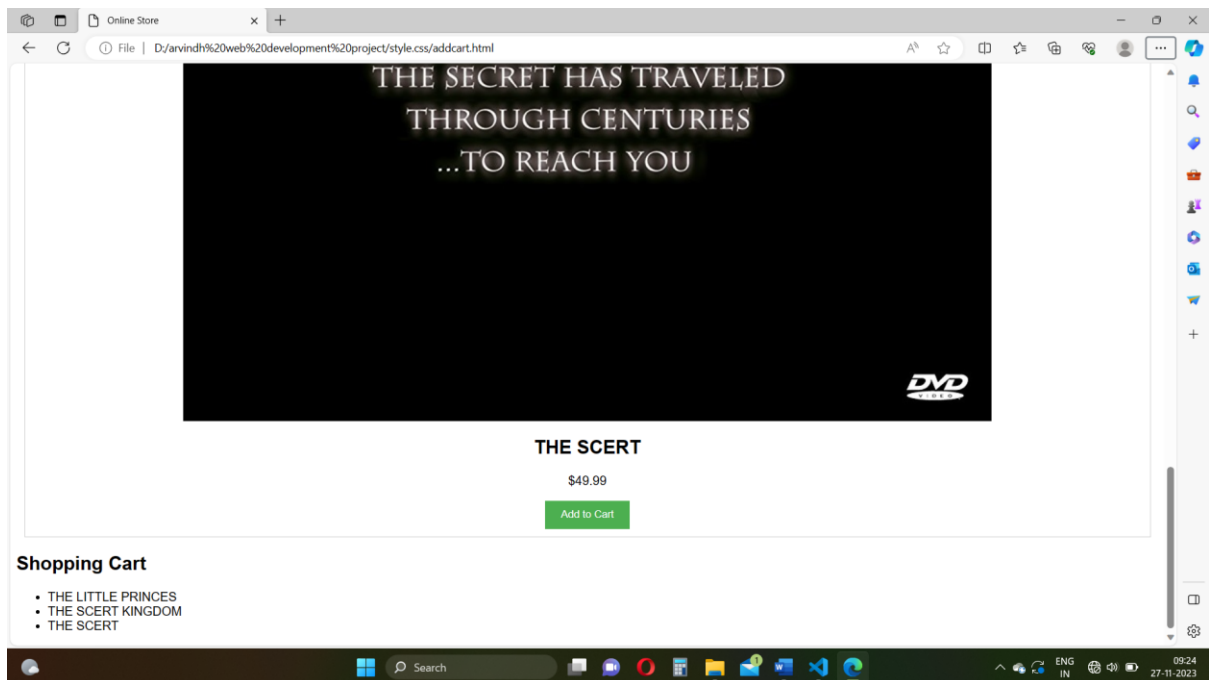 Online Store
File | D:/arvindh%20web%20development%20project/style.css/addcart.html
THE SECRET HAS TRAVELED
THROUGH CENTURIES
...TO REACH YOU
DVD
VIDEO
THE SCERT
$49.99
Add to Cart
Shopping Cart
• THE LITTLE PRINCES
• THE SCERT KINGDOM
• THE SCERT
Search
1
ENG
IN
09:24
27-11-2023